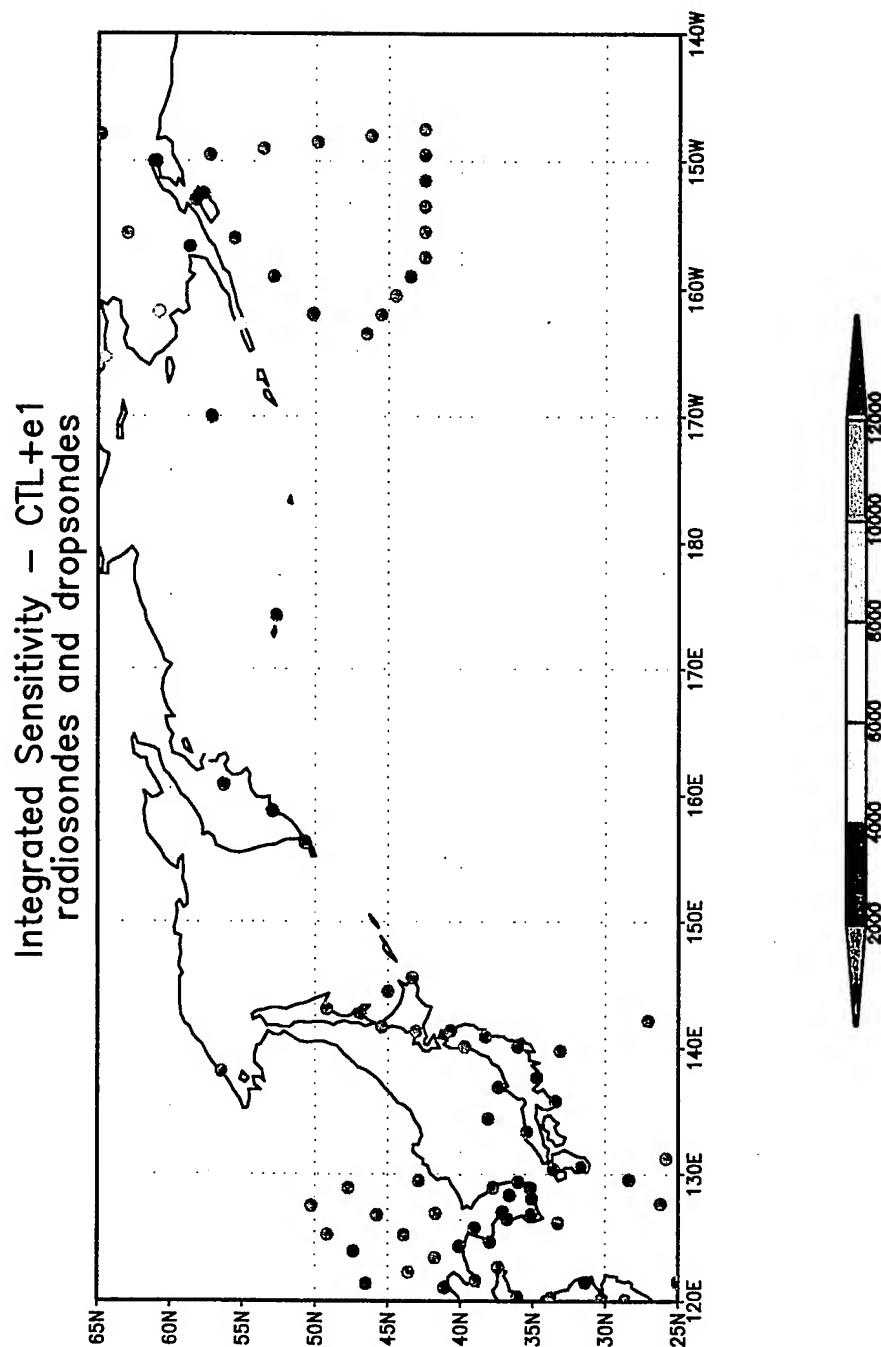 Integrated Sensitivity – CTL+e1
radiosondes and dropsondes
65N
60N
55N
50N
45N
40N
35N
30N
25N
120E
130E
140E
150E
160E
170E
180
170W
160W
150W
140W
2000
4000
6000
8000
10000
12000